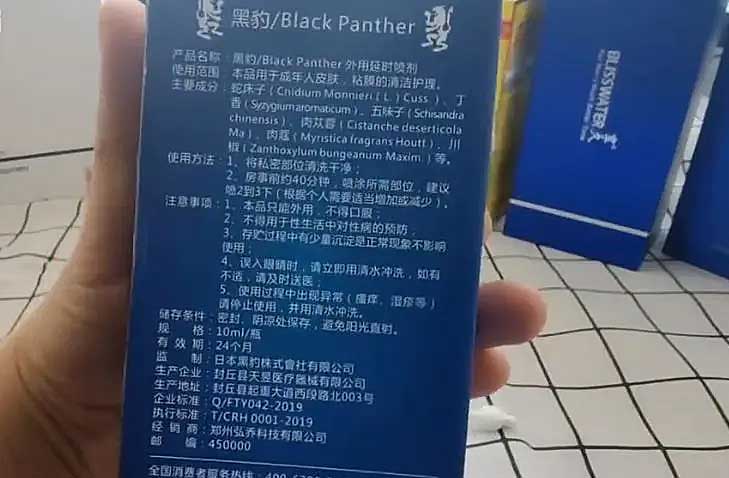 黑豹/Black Panther
产品名称：黑豹/Black Panther 外用延时喷剂
使用范围：本品用于成年人皮肤，粘膜的清洁护理。
主要成分：蛇床子（Chidium Monnieri（L）Cuss）、丁
香（Syzygiumaromaticum）、五味子（Schisandra
chinensis）、肉苁蓉（Cistanche deserticola
Ma）、肉蔻（Myristica fragrans Houtt）、川
椒（Zanthoxylum bungeanum Maxim.）等。
使用方法：1、将私密部位清洗干净；
2、房事前约40分钟，喷涂所需部位，建议
喷2到3下（根据个人需要适当增加或减少）。
注意事项：1、本品只能外用，不得口服；
2、不得用于性生活中对性病的预防；
3、存贮过程中有少量沉淀是正常现象不影响
使用；
4、误入眼睛时，请立即用清水冲洗，如有
不适，请及时送医；
5、使用过程中出现异常（瘙痒、湿疹等）
请停止使用，并用清水冲洗。
储存条件：密封、阴凉处保存，避免阳光直射。
规 格：10ml/瓶
有 效 期：24个月
监 制：日本黑豹株式會社有限公司
生产企业：封丘县天昱医疗器械有限公司
生产地址：封丘县起重大道西段路北003号
企业标准：Q/FTY042-2019
执行标准：T/CRH 0001-2019
经 销 商：郑州弘乔科技有限公司
邮 编：450000
全国消费者服务热线：400-
BLISSWATER